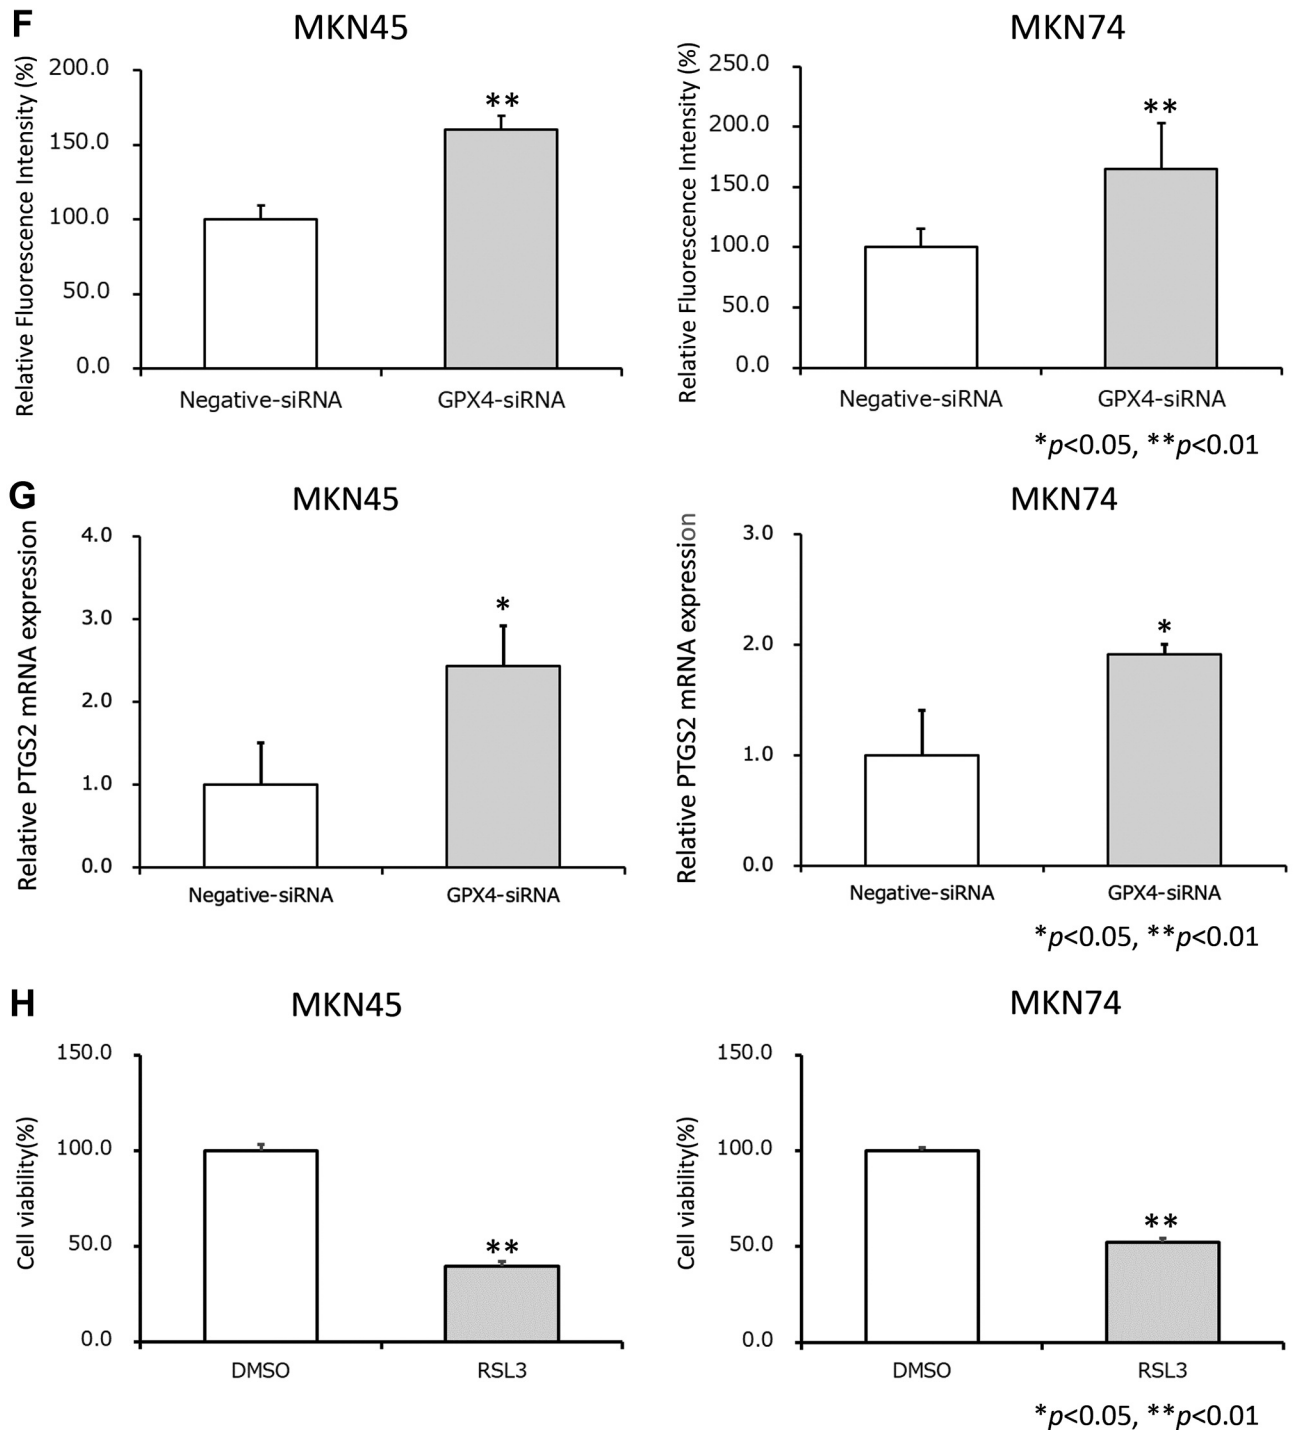 F
MKN45
MKN74
Relative Fluorescence Intensity (%)
200.0
150.0
100.0
50.0
0.0
**
Negative-siRNA
GPX4-siRNA
Relative Fluorescence Intensity (%)
250.0
200.0
150.0
100.0
50.0
0.0
**
Negative-siRNA
GPX4-siRNA
*p<0.05, **p<0.01
G
MKN45
MKN74
Relative PTGS2 mRNA expression
4.0
3.0
2.0
1.0
0.0
*
Negative-siRNA
GPX4-siRNA
Relative PTGS2 mRNA expression
3.0
2.0
1.0
0.0
*
Negative-siRNA
GPX4-siRNA
*p<0.05, **p<0.01
H
MKN45
MKN74
Cell viability(%)
150.0
100.0
50.0
0.0
**
DMSO
RSL3
Cell viability(%)
150.0
100.0
50.0
0.0
**
DMSO
RSL3
*p<0.05, **p<0.01